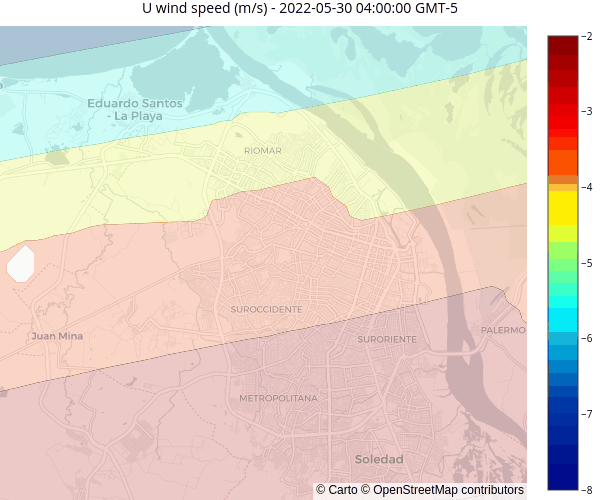 U wind speed (m/s) - 2022-05-30 04:00:00 GMT-5
−2
Eduardo Santos
- La Playa
−3
RIOMAR
−4
−5
SUROCCIDENTE
PALERMO
Juan Mina
SURORIENTE
−6
METROPOLITANA
−7
Soledad
© Carto © OpenStreetMap contributors
−8